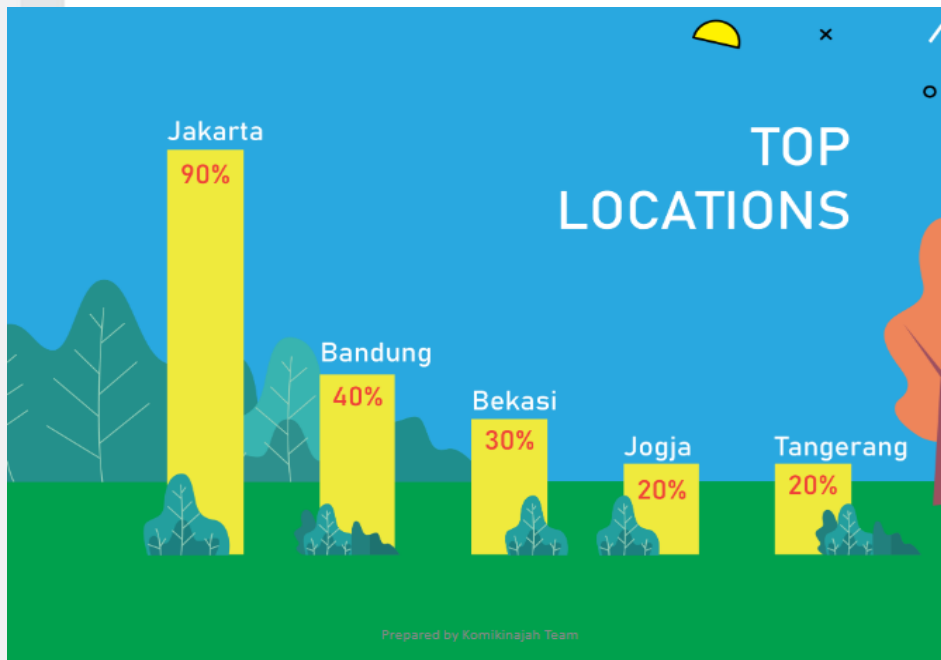 TOP
LOCATIONS
Jakarta
90%
Bandung
40%
Bekasi
30%
Jogja
20%
Tangerang
20%
Prepared by Komikinajah Team